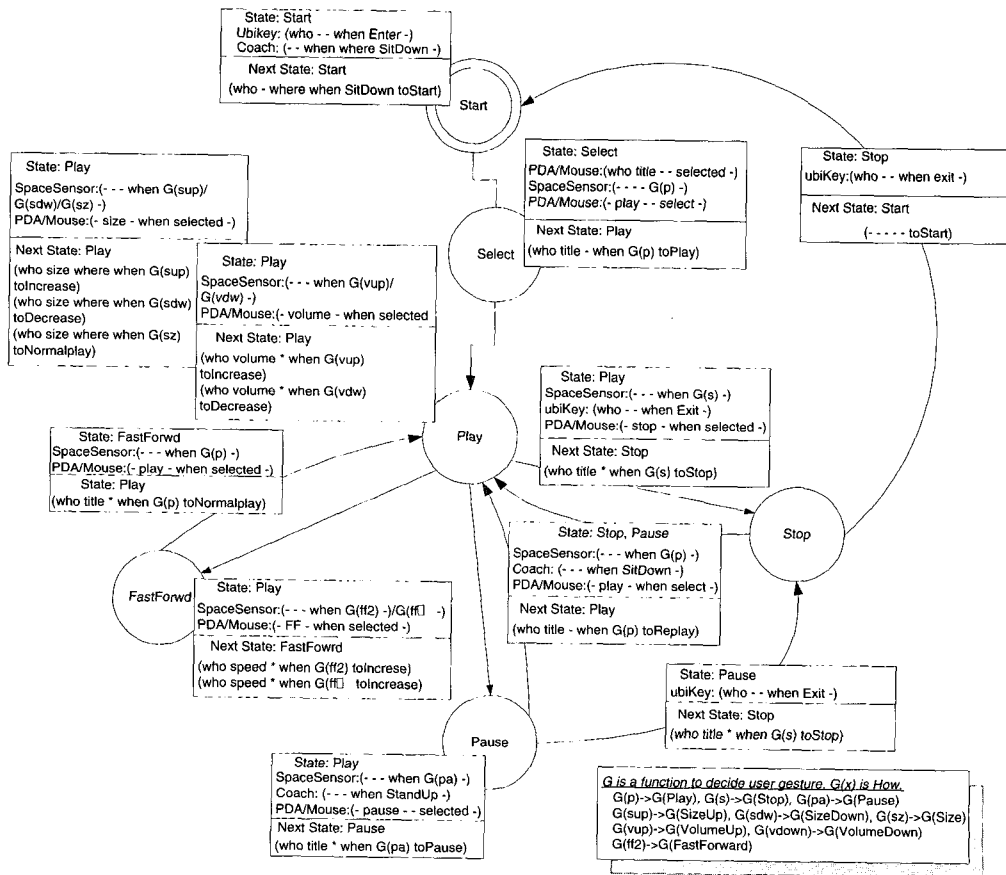 State: Start
Ubikey: (who - - when Enter -)
Coach: (- - when where SitDown -)
Next State: Start
(who - where when SitDown toStart)
Start
State: Play
SpaceSensor:(- - - when G(sup)/
G(sdw)/G(sz) -)
PDA/Mouse:(- size - when selected -)
Next State: Play
(who size where when G(sup)
toIncrease)
(who size where when G(sdw)
toDecrease)
(who size where when G(sz)
toNormalplay)
State: Select
PDA/Mouse:(who title - - selected -)
SpaceSensor:(- - - - G(p) -)
PDA/Mouse:(- play - - select -)
Next State: Play
(who title - when G(p) toPlay)
Select
State: Stop
ubiKey:(who - - when exit -)
Next State: Start
(- - - - - toStart)
State: Play
SpaceSensor:(- - - when G(vup)/
G(vdw) -)
PDA/Mouse:(- volume - when selected
Next State: Play
(who volume * when G(vup)
toIncrease)
(who volume * when G(vdw)
toDecrease)
State: Play
SpaceSensor:(- - - when G(s) -)
ubiKey: (who - - when Exit -)
PDA/Mouse:(- stop - when selected -)
Next State: Stop
(who title * when G(s) toStop)
Play
State: FastForwd
SpaceSensor:(- - - when G(p) -)
PDA/Mouse:(- play - when selected -)
State: Play
(who title * when G(p) toNormalplay)
Stop
State: Stop, Pause
SpaceSensor:(- - - when G(p) -)
Coach: (- - - when SitDown -)
PDA/Mouse:(- play - when select -)
Next State: Play
(who title - when G(p) toReplay)
FastForwd
State: Play
SpaceSensor:(- - - when G(ff2) -)/G(ff□ -)
PDA/Mouse:(- FF - when selected -)
Next State: FastFowrd
(who speed * when G(ff2) toIncrese)
(who speed * when G(ff□ toIncrease)
State: Pause
ubiKey: (who - - when Exit -)
Next State: Stop
(who title * when G(s) toStop)
Pause
State: Play
SpaceSensor:(- - - when G(pa) -)
Coach: (- - - when StandUp -)
PDA/Mouse:(- pause - - selected -)
Next State: Pause
(who title * when G(pa) toPause)
G is a function to decide user gesture. G(x) is How.
G(p)->G(Play), G(s)->G(Stop), G(pa)->G(Pause)
G(sup)->G(SizeUp), G(sdw)->G(SizeDown), G(sz)->G(Size)
G(vup)->G(VolumeUp), G(vdown)->G(VolumeDown)
G(ff2)->G(FastForward)